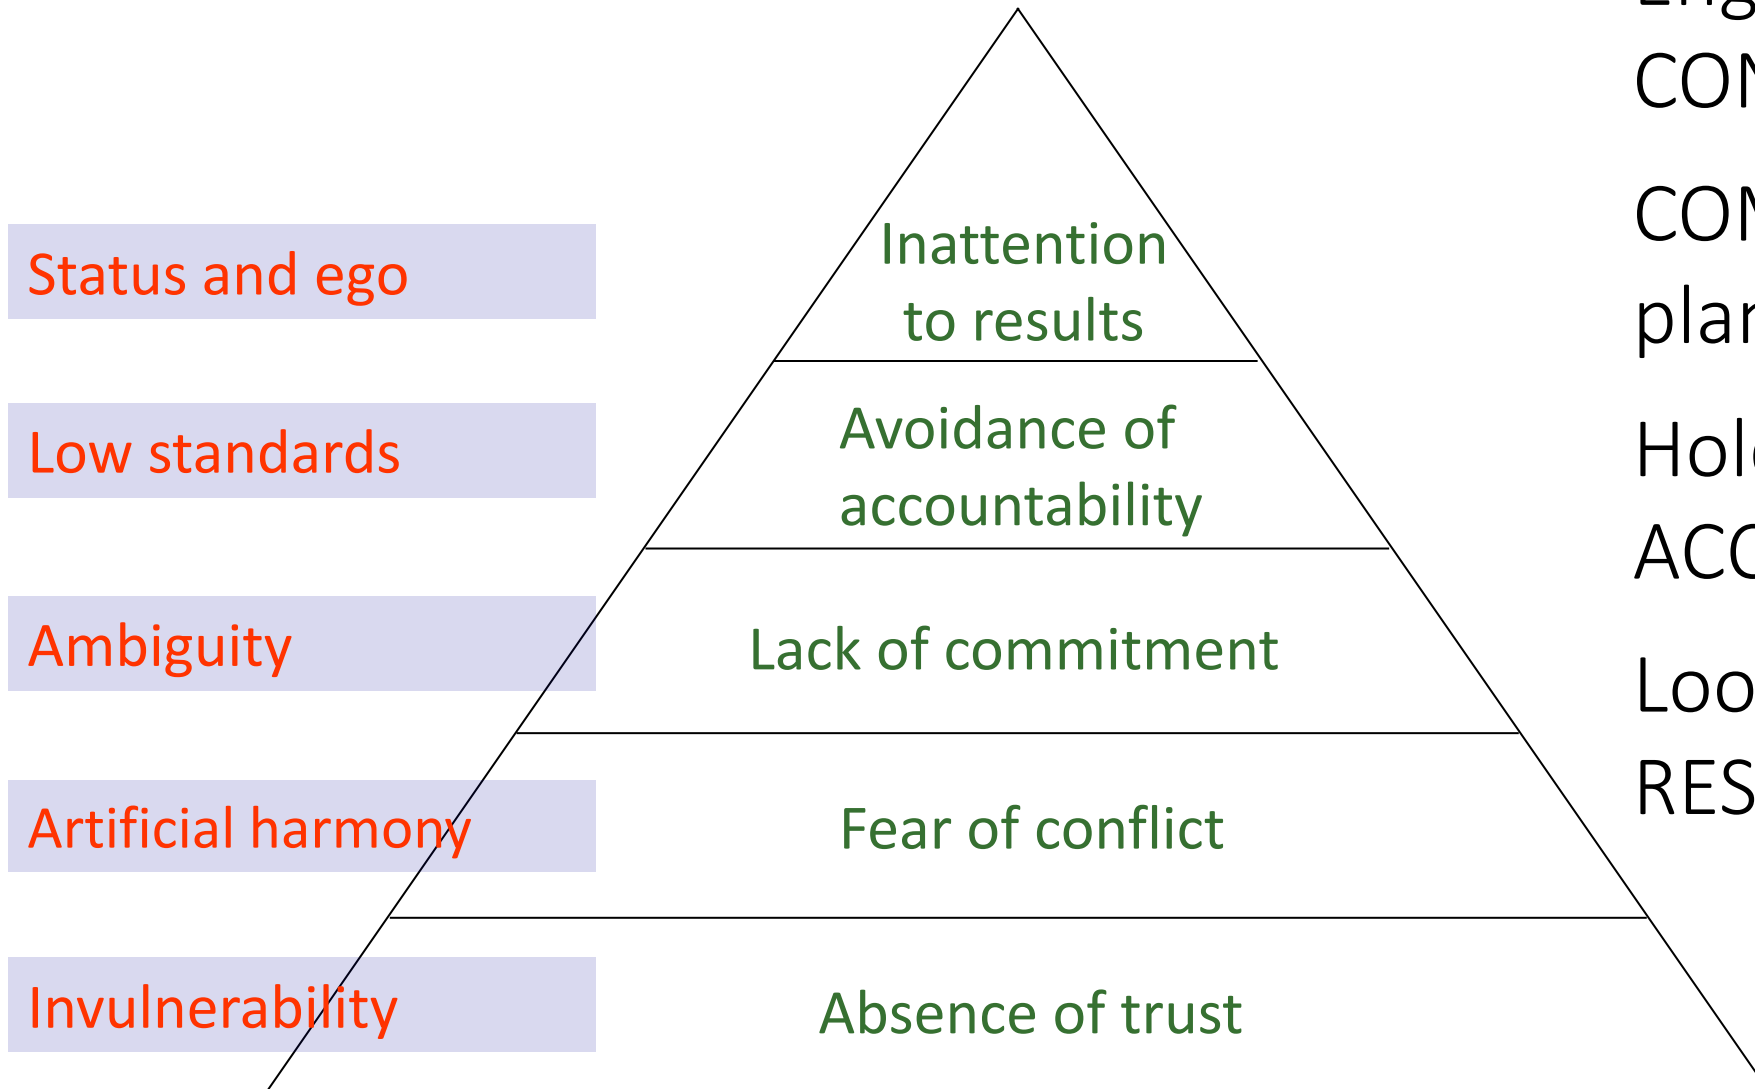 Status and ego
Inattention
to results
Low standards
Avoidance of
accountability
Ambiguity
Lack of commitment
Artificial harmony
Fear of conflict
Invulnerability
Absence of trust